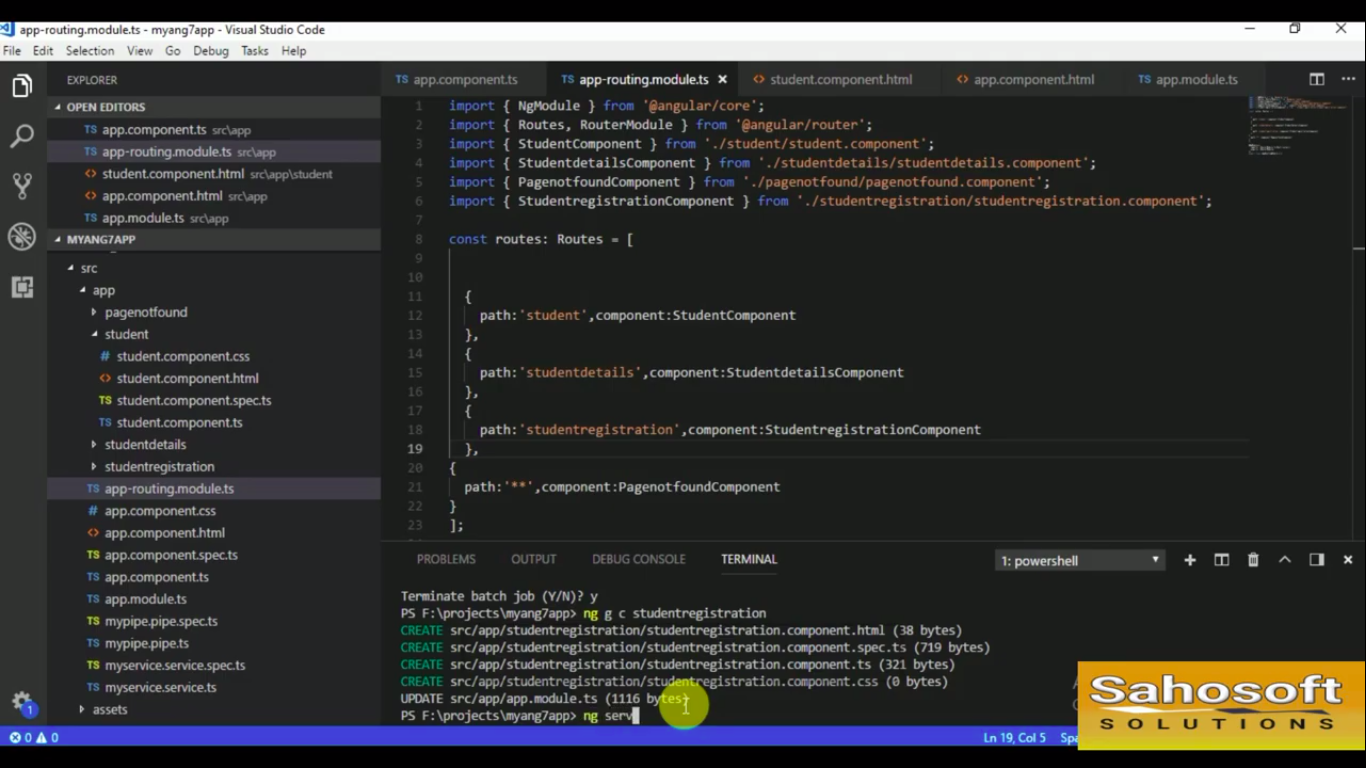 app-routing.module.ts - myang7app - Visual Studio Code
File Edit Selection View Go Debug Tasks Help
EXPLORER
OPEN EDITORS
TS app.component.ts src\app
TS app-routing.module.ts src\app
<> student.component.html src\app\student
<> app.component.html src\app
TS app.module.ts src\app
MYANG7APP
src
app
pagenotfound
student
# student.component.css
<> student.component.html
TS student.component.spec.ts
TS student.component.ts
studentdetails
studentregistration
TS app-routing.module.ts
# app.component.css
<> app.component.html
TS app.component.spec.ts
TS app.component.ts
TS app.module.ts
TS mypipe.pipe.spec.ts
TS mypipe.pipe.ts
TS myservice.service.spec.ts
TS myservice.service.ts
assets
TS app.component.ts TS app-routing.module.ts <> student.component.html <> app.component.html TS app.module.ts
1 import { NgModule } from '@angular/core';
2 import { Routes, RouterModule } from '@angular/router';
3 import { StudentComponent } from './student/student.component';
4 import { StudentdetailsComponent } from './studentdetails/studentdetails.component';
5 import { PagenotfoundComponent } from './pagenotfound/pagenotfound.component';
6 import { StudentregistrationComponent } from './studentregistration/studentregistration.component';
7
8 const routes: Routes = [
9
10
11 {
12 path:'student',component:StudentComponent
13 },
14 {
15 path:'studentdetails',component:StudentdetailsComponent
16 },
17 {
18 path:'studentregistration',component:StudentregistrationComponent
19 },
20 {
21 path:'**',component:PagenotfoundComponent
22 }
23 ];
PROBLEMS OUTPUT DEBUG CONSOLE TERMINAL 1: powershell
Terminate batch job (Y/N)? y
PS F:\projects\myang7app> ng g c studentregistration
CREATE src/app/studentregistration/studentregistration.component.html (38 bytes)
CREATE src/app/studentregistration/studentregistration.component.spec.ts (719 bytes)
CREATE src/app/studentregistration/studentregistration.component.ts (321 bytes)
CREATE src/app/studentregistration/studentregistration.component.css (0 bytes)
UPDATE src/app/app.module.ts (1116 bytes)
PS F:\projects\myang7app> ng serv
1
0 0 Ln 19, Col 5
Sahosoft
SOLUTIONS